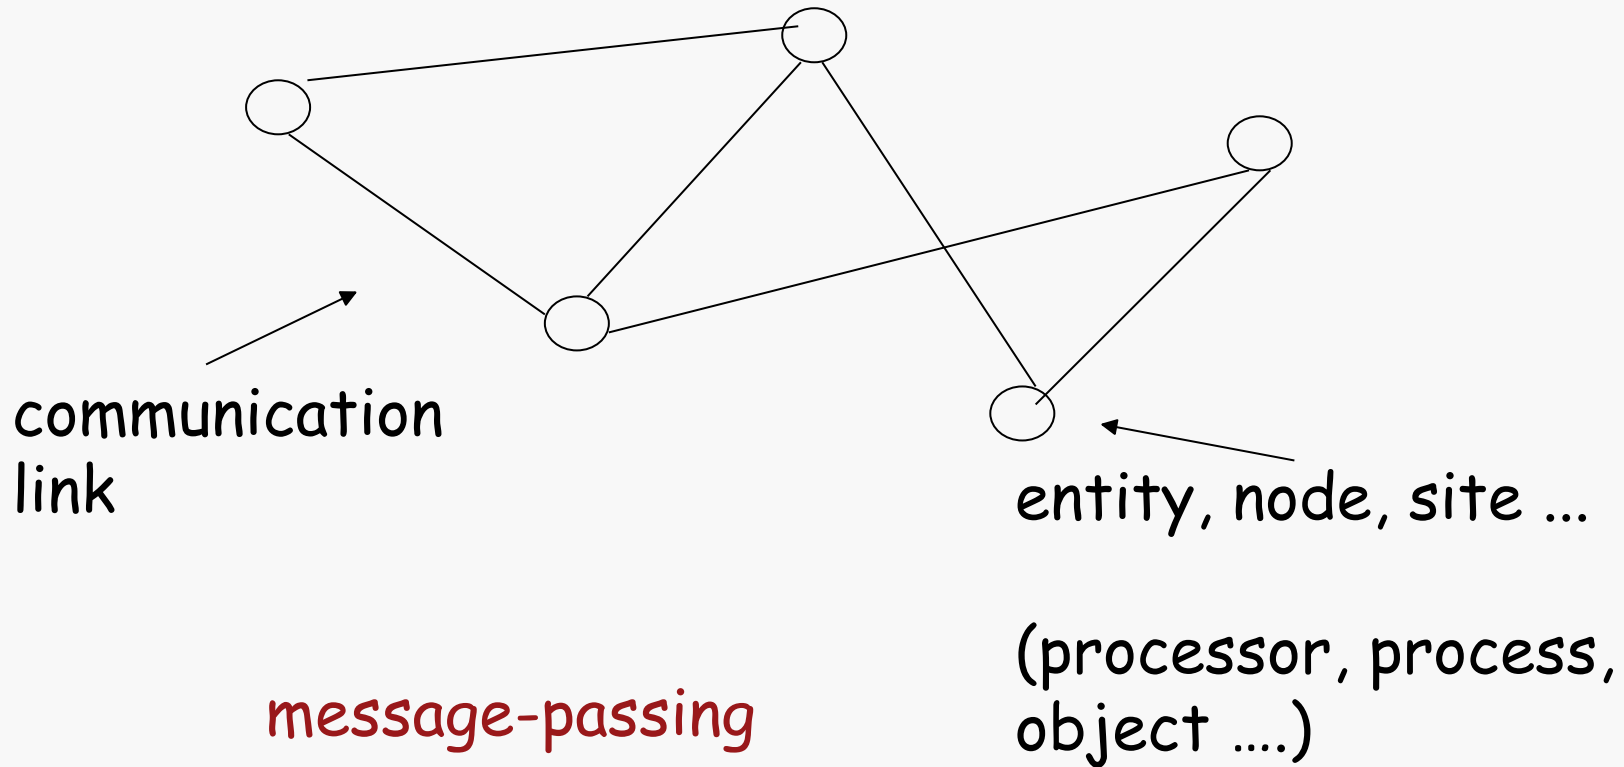 communication
link
entity, node, site ...
(processor, process,
object ....)
message-passing